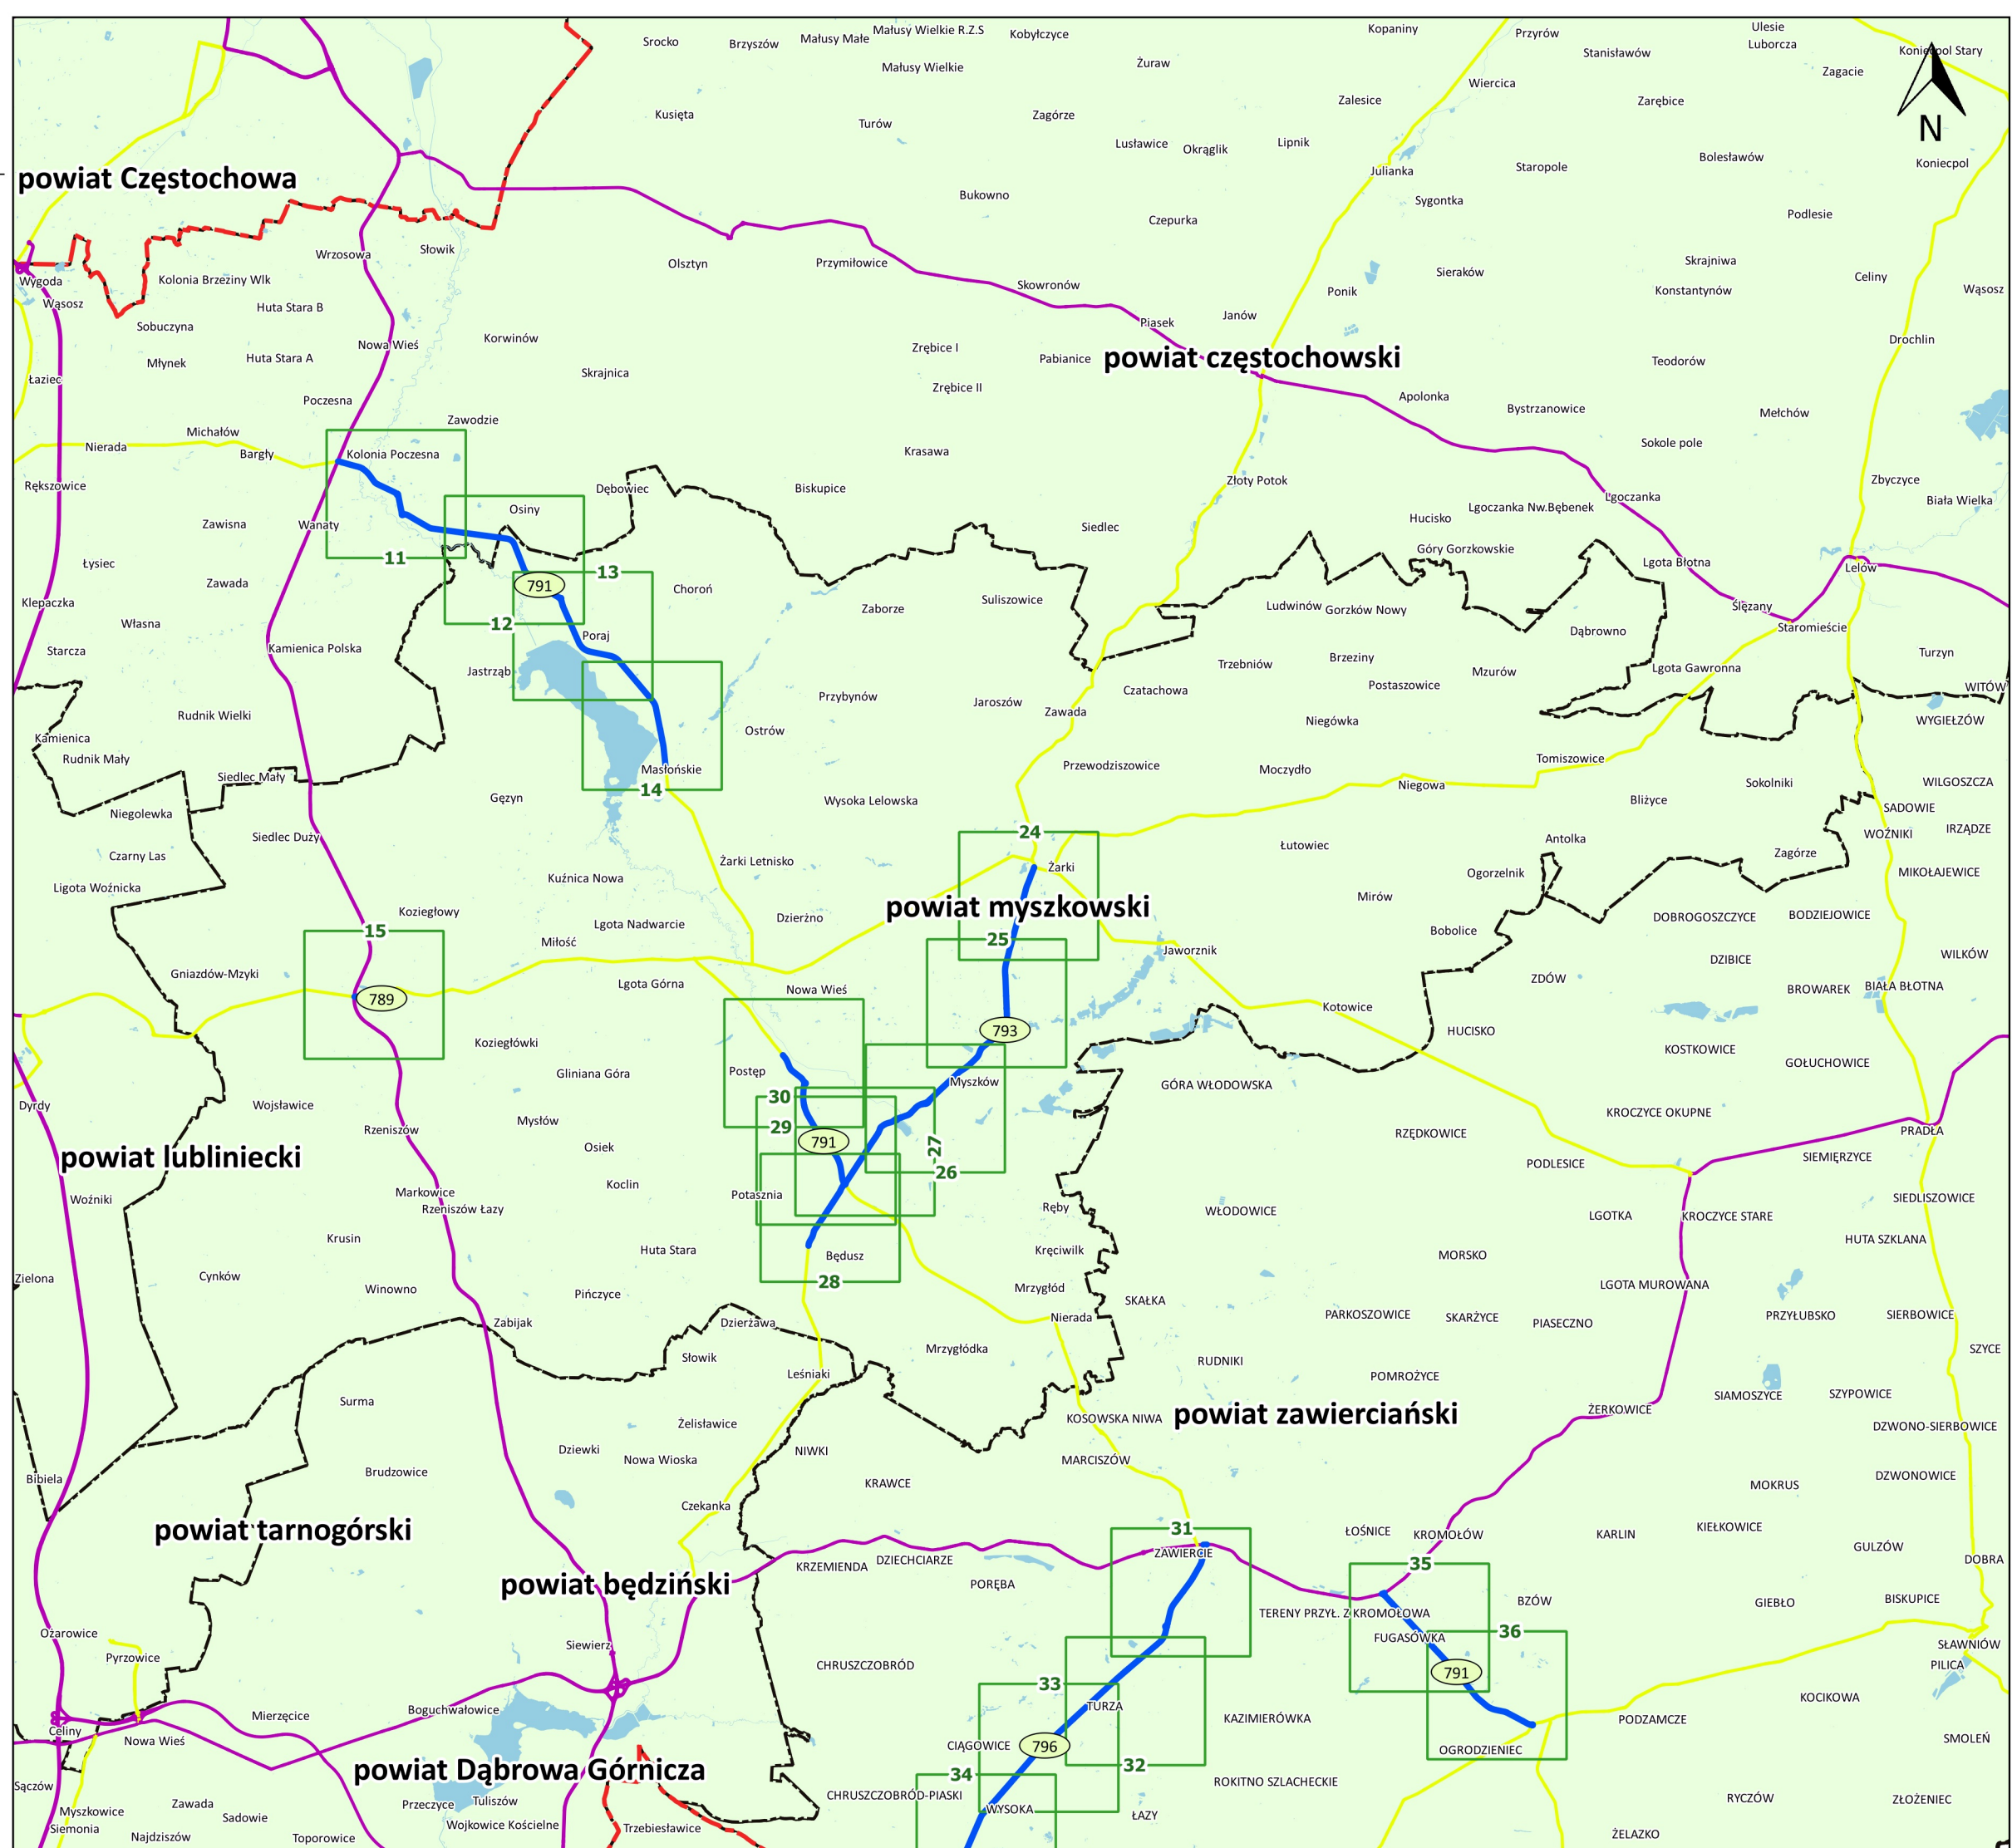 Srocko
Brzyszów
Małusy Małe
Małusy Wielkie R.Z.S
Kobyłczyce
Kopaniny
Przyrów
Ulesie
Luborcza
Stanisławów
Koniecpol Stary
Małusy Wielkie
Żuraw
Zagacie
Wiercica
Kusięta
Turów
Zagórze
Zalesice
Zarębice
N
Lusławice
Okrąglik
Lipnik
Staropole
Bolesławów
Koniecpol
powiat Częstochowa
Julianka
Bukowno
Sygontka
Czepurka
Podlesie
Wrzosowa
Słowik
Olsztyn
Przymiłowice
Skowronów
Sieraków
Skrajniwa
Celiny
Wygoda
Kolonia Brzeziny Wlk
Wąsosz
Huta Stara B
Ponik
Konstantynów
Wąsosz
Sobuczyna
Piasek
Janów
Nowa Wieś
Korwinów
Drochlin
Młynek
Huta Stara A
Zrębice I
Pabianice
powiat częstochowski
Teodorów
Łaziec
Skrajnica
Zrębice II
Apolonka
Poczesna
Bystrzanowice
Mełchów
Zawodzie
Michałów
Nierada
Bargły
Kolonia Poczesna
Krasawa
Sokole pole
Rększowice
Dębowiec
Biskupice
Złoty Potok
Zbyczyce
Lgoczanka
Biała Wielka
Zawisna
Wanaty
Osiny
Siedlec
Hucisko
Lgoczanka Nw.Bębenek
11
Góry Gorzkowskie
Łysiec
13
Lgota Błotna
Lelów
Zawada
791
Choroń
Klepaczka
Zaborze
Suliszowice
Ludwinów
Gorzków Nowy
Ślęzany
Własna
12
Poraj
Dąbrowno
Staromieście
Starcza
Kamienica Polska
Jastrząb
Trzebniów
Brzeziny
Mzurów
Lgota Gawronna
Turzyn
Przybynów
Jaroszów
Czatachowa
Postaszowice
WITÓW
Rudnik Wielki
Zawada
Niegówka
WYGIEŁZÓW
Kamienica
Ostrów
Rudnik Mały
Siedlec Mały
Masłońskie
Przewodziszowice
Moczydło
Tomiszowice
Sokolniki
WILGOSZCZA
14
Gężyn
Wysoka Lelowska
Niegowa
Bliżyce
SADOWIE
Niegolewka
Siedlec Duży
24
Antolka
WOŹNIKI
IRZĄDZE
Czarny Las
Żarki Letnisko
Żarki
Łutowiec
Zagórze
Ligota Woźnicka
Kuźnica Nowa
Ogorzelnik
MIKOŁAJEWICE
Koziegłowy
Lgota Nadwarcie
Dzierżno
powiat myszkowski
Mirów
DOBROGOSZCZYCE
BODZIEJOWICE
15
Miłość
25
Bobolice
Jaworznik
DZIBICE
WILKÓW
Gniazdów-Mzyki
Lgota Górna
Nowa Wieś
ZDÓW
BROWAREK
BIAŁA BŁOTNA
789
Kotowice
793
HUCISKO
Koziegłówki
KOSTKOWICE
GOŁUCHOWICE
Gliniana Góra
Postęp
Myszków
GÓRA WŁODOWSKA
Dyrdy
Wojsławice
30
KROCZYCE OKUPNE
Mysłów
29
Rzeniszów
Osiek
791
27
RZĘDKOWICE
PRADŁA
powiat lubliniecki
26
PODLESICE
SIEMIĘRZYCE
Koclin
Potasznia
Woźniki
Markowice
SIEDLISZOWICE
Rzeniszów Łazy
Ręby
WŁODOWICE
LGOTKA
KROCZYCE STARE
Krusin
Huta Stara
Będusz
Kręciwilk
MORSKO
HUTA SZKLANA
Zielona
Cynków
28
Winowno
Pińczyce
Mrzygłód
SKAŁKA
LGOTA MUROWANA
Zabijak
Dzierżawa
Nierada
PARKOSZOWICE
SKARŻYCE
PIASECZNO
PRZYŁUBSKO
SIERBOWICE
Mrzygłódka
Słowik
RUDNIKI
SZYCE
Leśniaki
POMROŻYCE
Surma
SIAMOSZYCE
SZYPOWICE
Żelisławice
KOSOWSKA NIWA
powiat zawierciański
ŻERKOWICE
DZWONO-SIERBOWICE
Dziewki
NIWKI
Nowa Wioska
MARCISZÓW
Bibiela
Brudzowice
KRAWCE
MOKRUS
DZWONOWICE
Czekanka
powiat tarnogórski
31
ŁOŚNICE
KROMOŁÓW
KARLIN
KIEŁKOWICE
GULZÓW
KRZEMIENDA
DZIECHCIARZE
ZAWIERCIE
35
DOBRA
powiat będziński
PORĘBA
BZÓW
GIEBŁO
BISKUPICE
TERENY PRZYŁ. Z KROMOŁOWA
Ożarowice
Siewierz
FUGASÓWKA
36
SŁAWNIÓW
Pyrzowice
CHRUSZCZOBRÓD
PILICA
33
791
KOCIKOWA
Boguchwałowice
TURZA
Mierzęcice
KAZIMIERÓWKA
PODZAMCZE
Celiny
Nowa Wieś
CIĄGOWICE
796
OGRODZIENIEC
SMOLEŃ
32
powiat Dąbrowa Górnicza
34
ROKITNO SZLACHECKIE
Sączów
CHRUSZCZOBRÓD-PIASKI
Myszkowice
Zawada
Przeczyce
Tuliszów
WYSOKA
ŁAZY
RYCZÓW
ZŁOŻENIEC
Siemonia
Sadowie
Wojkowice Kościelne
Trzebiesławice
Najdziszów
Toporowice
ŻELAZKO